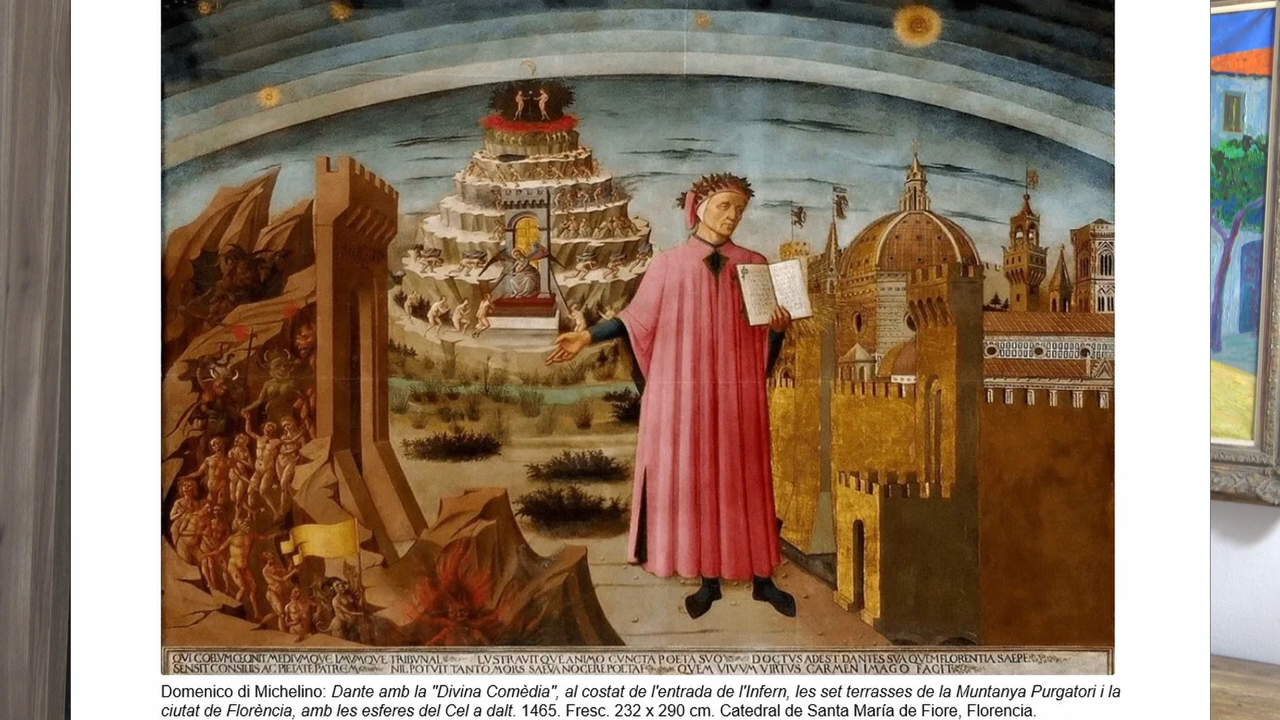 QVI COELVM CECINIT MEDIVMQVE IMVMQVE TRIBVNAL LVSTRAVIT QVE ANIMO CVNCTA POETA SVO DOCTVS ADEST DANTES SVA QVEM FLORENTIA SAEPE
SENSIT CONSILIIS AC PIETATE PATREM NIL POTVIT TANTO MORS SAEVA NOCERE POETAE QVEM VIVVM VIRTVS CARMEN IMAGO FACIT
Domenico di Michelino: Dante amb la "Divina Comèdia", al costat de l'entrada de l'Infern, les set terrasses de la Muntanya Purgatori i la
ciutat de Florència, amb les esferes del Cel a dalt. 1465. Fresc. 232 x 290 cm. Catedral de Santa María de Fiore, Florencia.